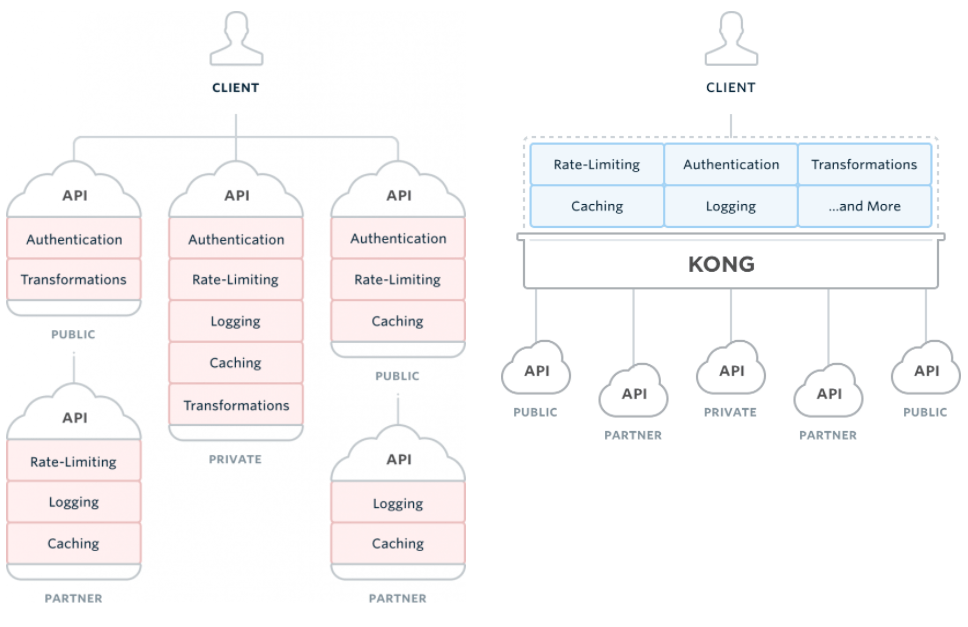 CLIENT
API
Authentication
Transformations
PUBLIC
API
Rate-Limiting
Logging
Caching
PARTNER
API
Authentication
Rate-Limiting
Logging
Caching
Transformations
PRIVATE
API
Authentication
Rate-Limiting
Caching
PUBLIC
API
Logging
Caching
PARTNER
CLIENT
Rate-Limiting Authentication Transformations
Caching Logging ...and More
KONG
API
PUBLIC
API
PARTNER
API
PRIVATE
API
PARTNER
API
PUBLIC